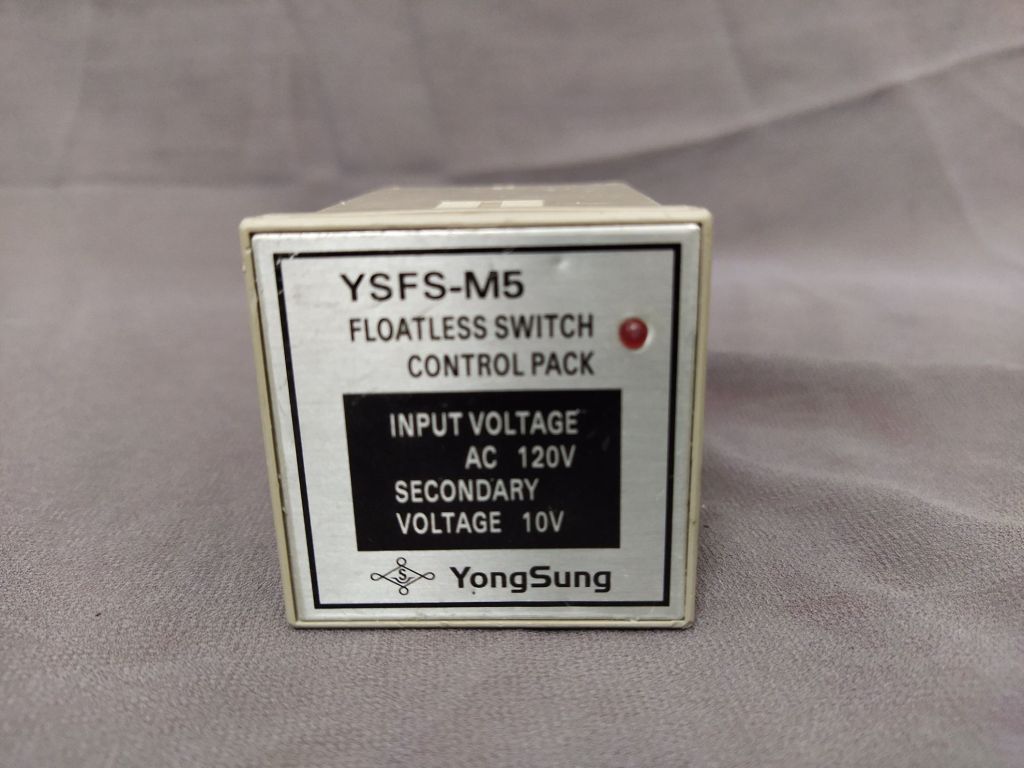 YSFS-M5
FLOATLESS SWITCH
CONTROL PACK
INPUT VOLTAGE
AC 120V
SECONDARY
VOLTAGE 10V
S YongSung